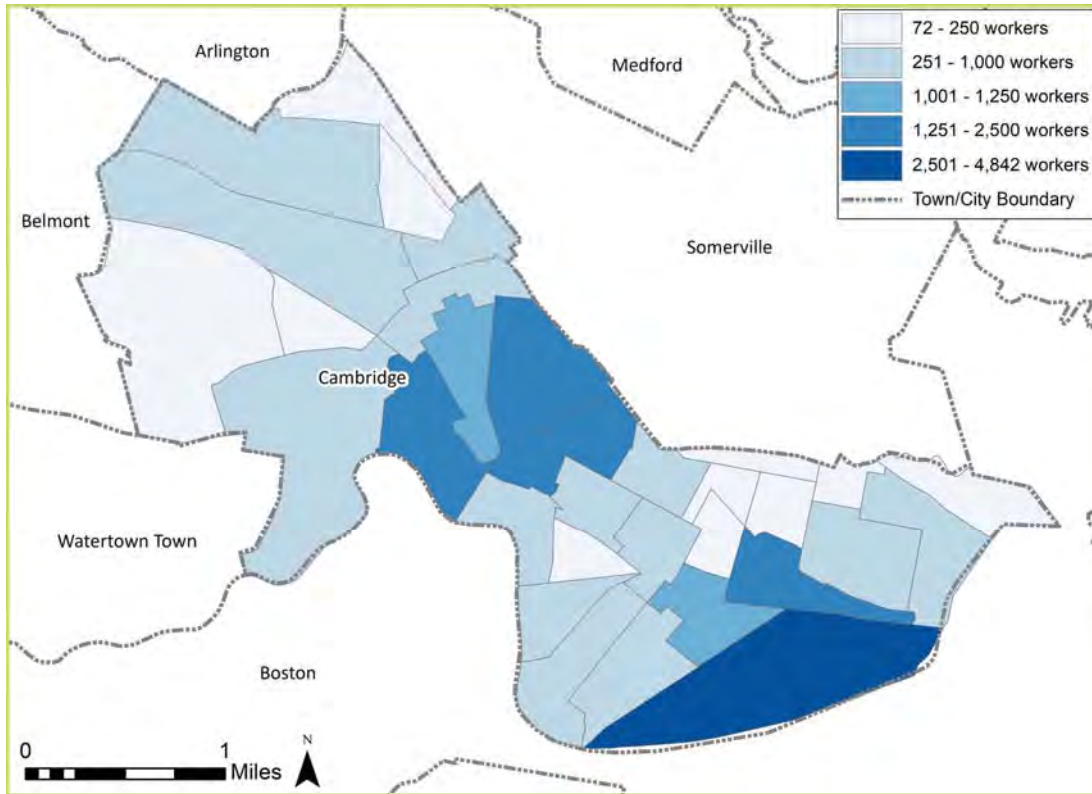 72 - 250 workers
251 - 1,000 workers
1,001 - 1,250 workers
1,251 - 2,500 workers
2,501 - 4,842 workers
Town/City Boundary
Arlington
Medford
Belmont
Somerville
Cambridge
Watertown Town
Boston
0 1
Miles
N